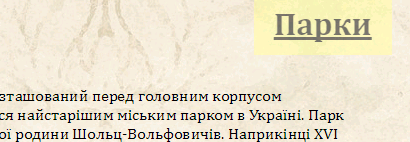 Парки
зташований перед головним корпусом
ся найстарішим міським парком в Україні. Парк
ої родини Шольц-Вольфовичів. Наприкінці XVI